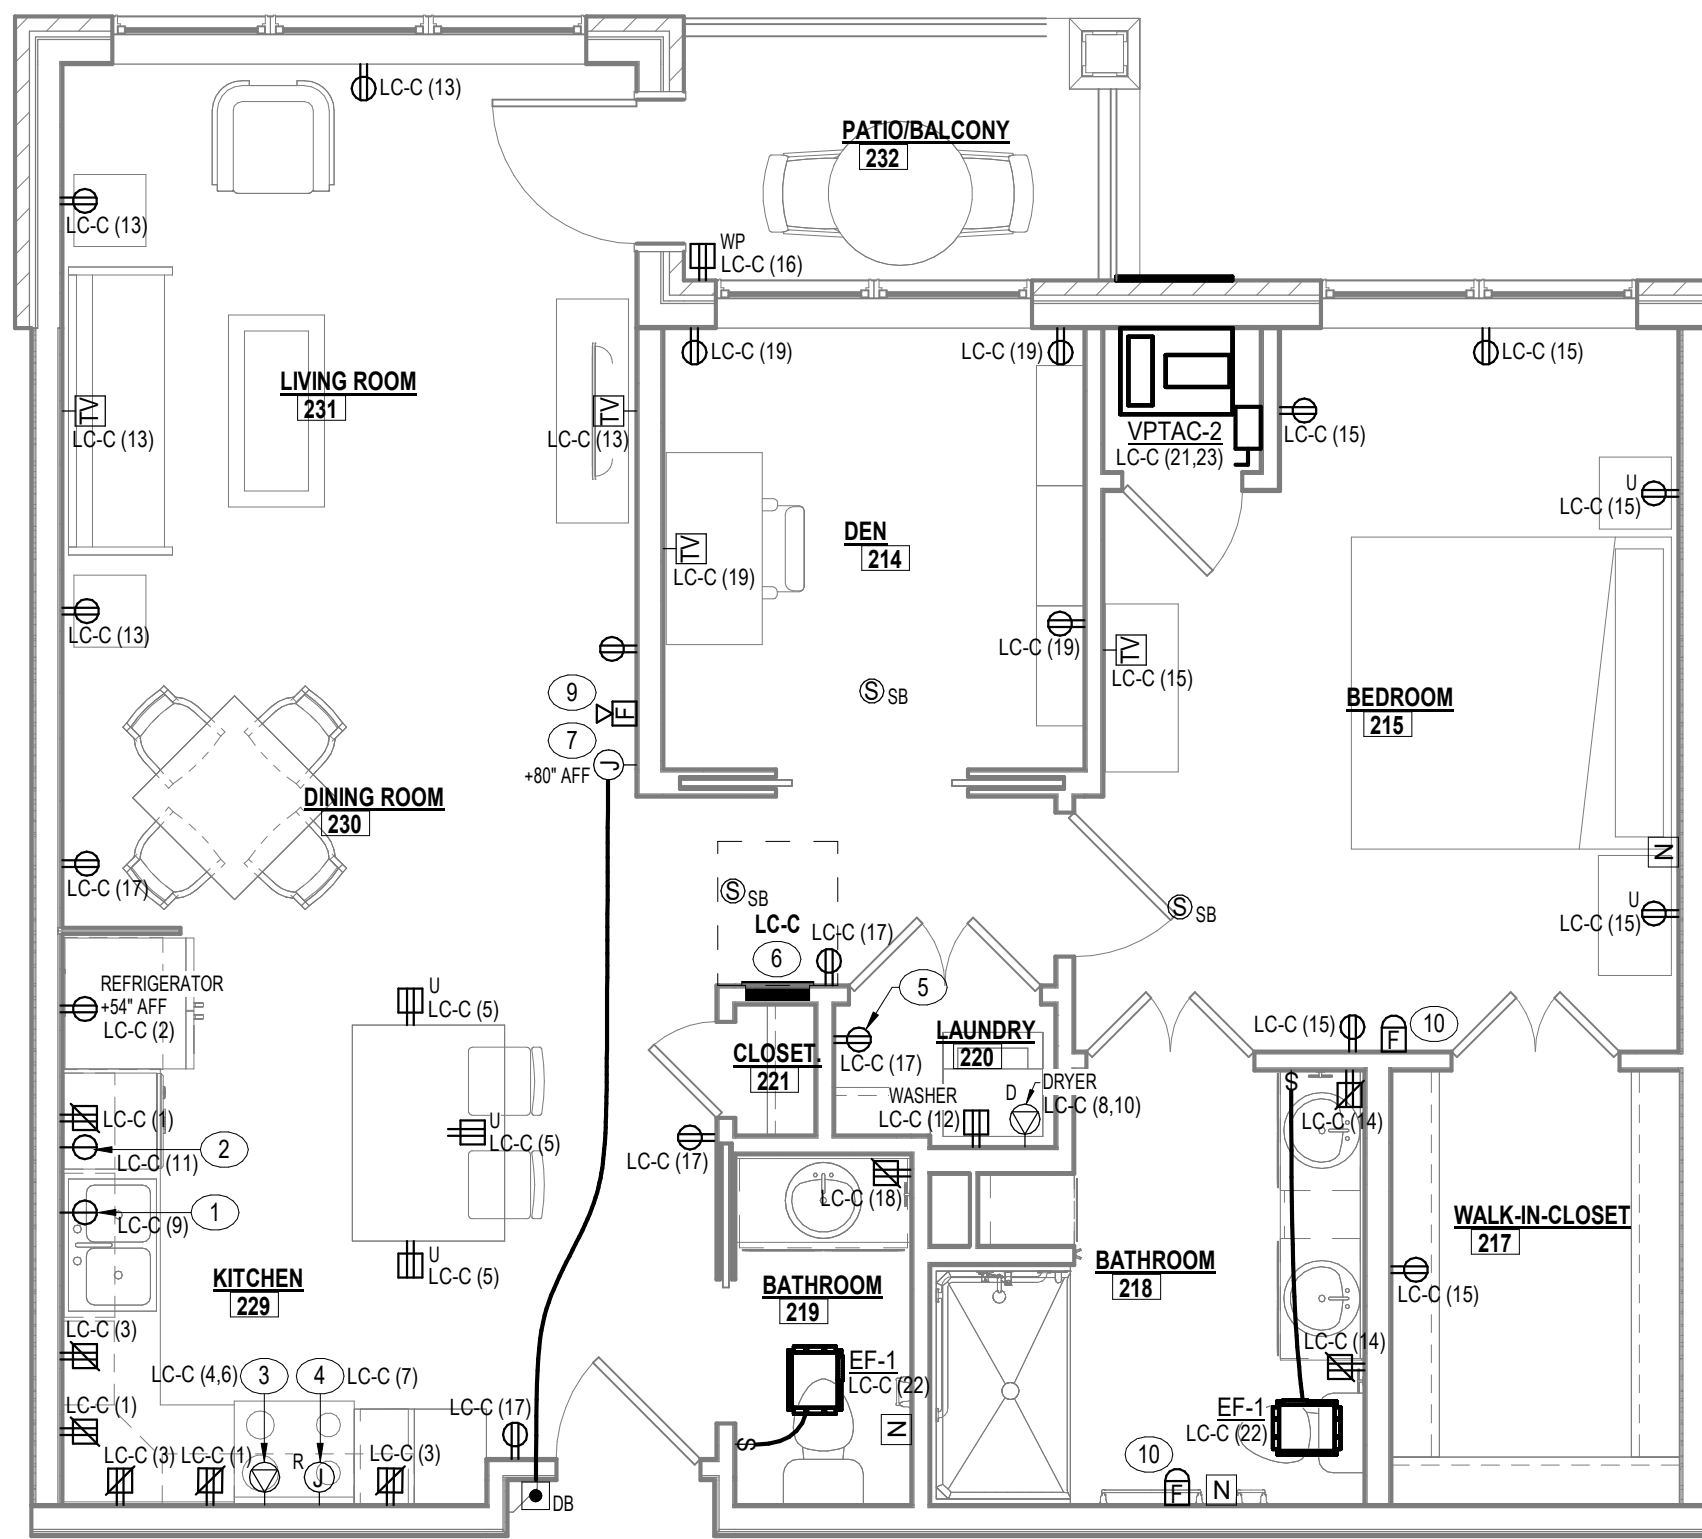 LC-C (13)
PATIO/BALCONY
232
LC-C (13)
WP
LC-C (16)
LC-C (19)
LC-C (19)
LC-C (15)
LIVING ROOM
231
TV
LC-C (13)
TV
LC-C (13)
VPTAC-2
LC-C (21,23)
LC-C (15)
U
LC-C (15)
DEN
214
TV
LC-C (19)
LC-C (13)
LC-C (19)
TV
LC-C (15)
S SB
BEDROOM
215
9
F
7
J
+80" AFF
DINING ROOM
230
LC-C (17)
N
S SB
LC-C
6
LC-C (17)
S SB
U
LC-C (15)
REFRIGERATOR
+54" AFF
LC-C (2)
U
LC-C (5)
5
LC-C (15)
F
10
CLOSET.
221
LC-C (17)
LAUNDRY
220
WASHER
LC-C (12)
D
DRYER
LC-C (8,10)
S
LC-C (14)
LC-C (1)
2
LC-C (11)
U
LC-C (5)
LC-C (17)
LC-C (18)
1
LC-C (9)
WALK-IN-CLOSET
217
U
LC-C (5)
KITCHEN
229
BATHROOM
219
BATHROOM
218
LC-C (15)
LC-C (3)
LC-C (14)
LC-C (4,6)
3
4
LC-C (7)
EF-1
LC-C (22)
LC-C (1)
LC-C (17)
EF-1
LC-C (22)
N
S
LC-C (3)
LC-C (1)
R
J
LC-C (3)
10
F
N
DB